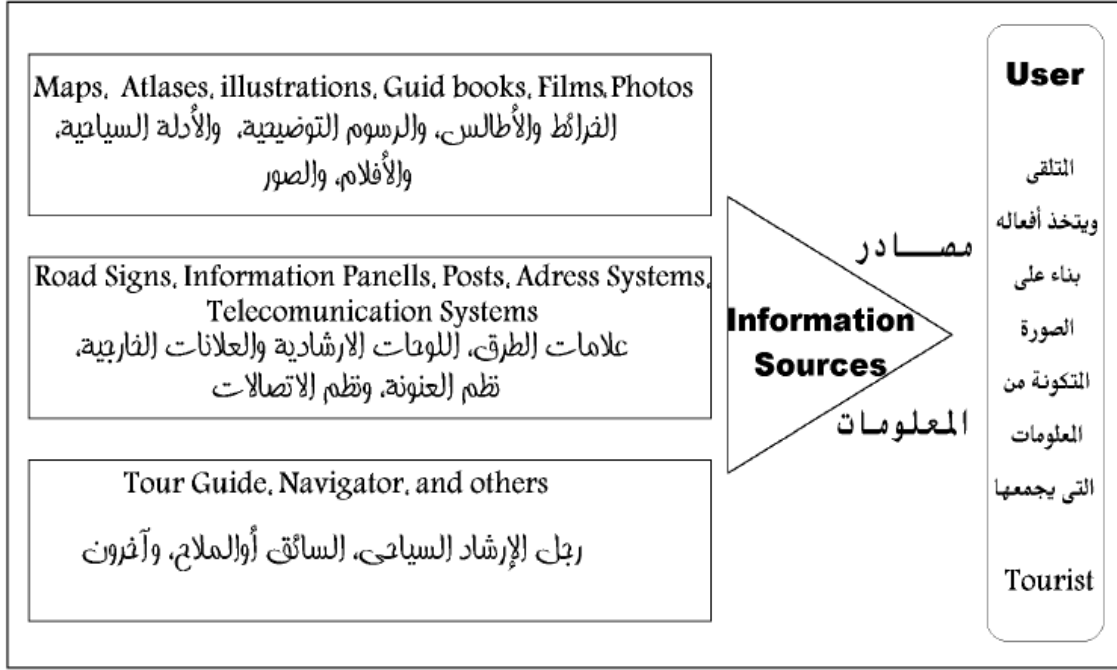 Maps, Atlases, illustrations, Guid books, Films, Photos
الخرائط والأطالس، والرسوم التوضيحية، والأدلة السياحية،
والأفلام، والصور
Road Signs, Information Panells, Posts, Adress Systems,
Telecomunication Systems
علامات الطرق، اللوحات الارشادية والعلانات الخارجية،
نظم العنونة، ونظم الاتصالات
Tour Guide, Navigator, and others
رجل الإرشاد السياحى، السائق أوالملاح، وآخرون
مصــادر
Information
Sources
المعلومـات
User
المتلقى
ويتخذ أفعاله
بناء على
الصورة
المتكونة من
المعلومات
التى يجمعها
Tourist